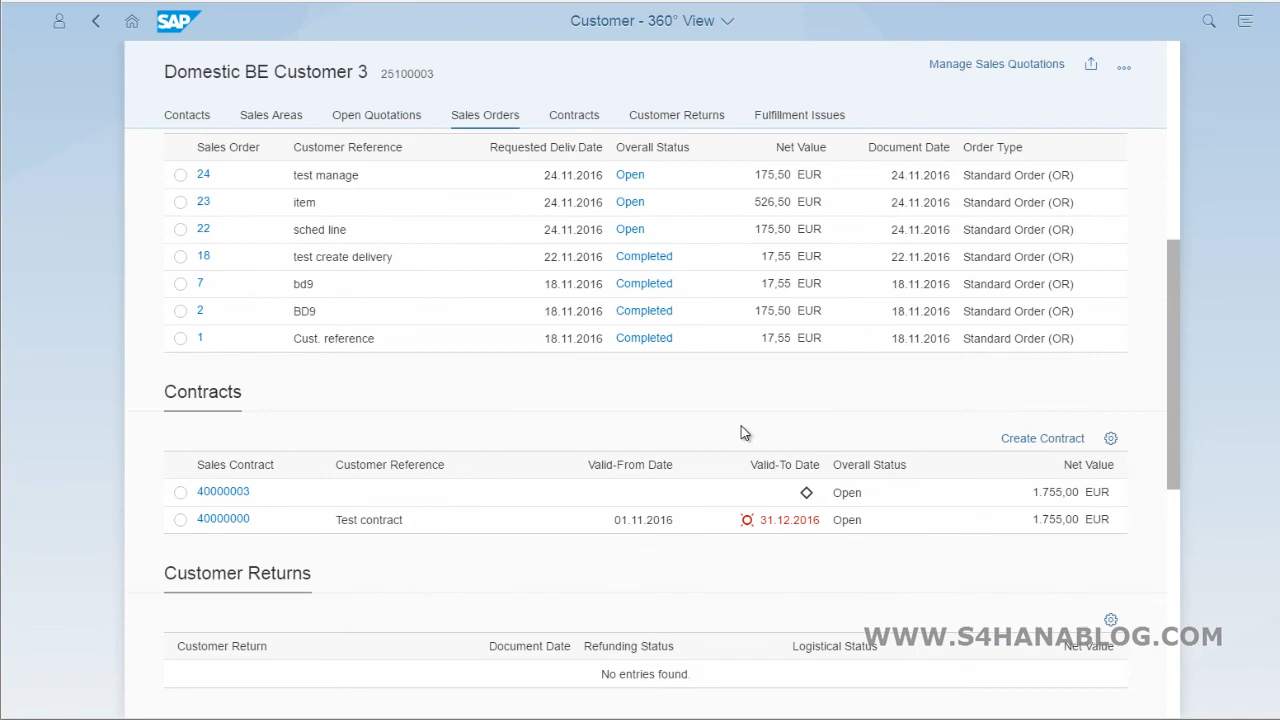 SAP
Customer - 360° View
Domestic BE Customer 3 25100003
Manage Sales Quotations
Contacts Sales Areas Open Quotations Sales Orders Contracts Customer Returns Fulfillment Issues
Sales Order Customer Reference Requested Deliv.Date Overall Status Net Value Document Date Order Type
24 test manage 24.11.2016 Open 175,50 EUR 24.11.2016 Standard Order (OR)
23 item 24.11.2016 Open 526,50 EUR 24.11.2016 Standard Order (OR)
22 sched line 24.11.2016 Open 175,50 EUR 24.11.2016 Standard Order (OR)
18 test create delivery 22.11.2016 Completed 17,55 EUR 22.11.2016 Standard Order (OR)
7 bd9 18.11.2016 Completed 17,55 EUR 18.11.2016 Standard Order (OR)
2 BD9 18.11.2016 Completed 175,50 EUR 18.11.2016 Standard Order (OR)
1 Cust. reference 18.11.2016 Completed 17,55 EUR 18.11.2016 Standard Order (OR)
Contracts
Create Contract
Sales Contract Customer Reference Valid-From Date Valid-To Date Overall Status Net Value
40000003 Open 1.755,00 EUR
40000000 Test contract 01.11.2016 31.12.2016 Open 1.755,00 EUR
Customer Returns
WWW.S4HANABLOG.COM
Customer Return Document Date Refunding Status Logistical Status Net Value
No entries found.